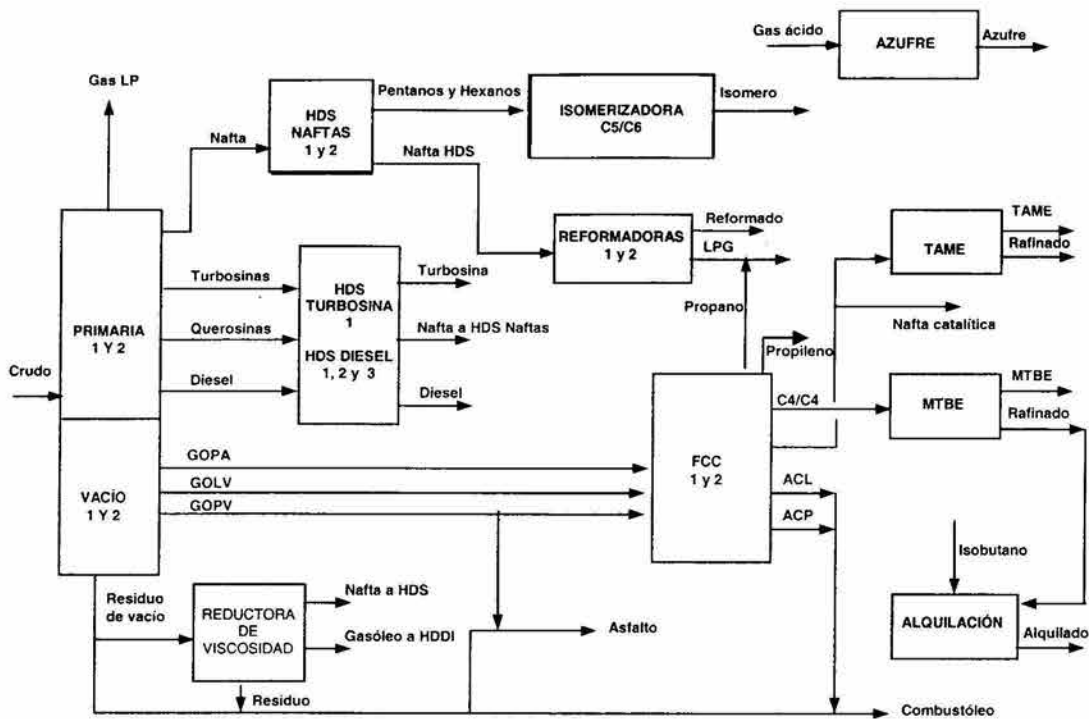 Gas ácido
AZUFRE
Azufre
Gas LP
HDS
NAFTAS
1 y 2
Pentanos y Hexanos
ISOMERIZADORA
C5/C6
Isomero
Nafta
Nafta HDS
REFORMADORAS
1 y 2
Reformado
LPG
TAME
TAME
Rafinado
PRIMARIA
1 Y 2
Turbosinas
Querosinas
Diesel
HDS
TURBOSINA
1
HDS DIESEL
1, 2 y 3
Turbosina
Nafta a HDS Naftas
Diesel
Propano
Propileno
Nafta catalítica
Crudo
C4/C4
MTBE
MTBE
Rafinado
VACÍO
1 Y 2
GOPA
GOLV
GOPV
FCC
1 y 2
ACL
ACP
Isobutano
Residuo
de vacío
REDUCTORA
DE
VISCOSIDAD
Nafta a HDS
Gasóleo a HDDI
Asfalto
ALQUILACIÓN
Alquilado
Residuo
Combustóleo